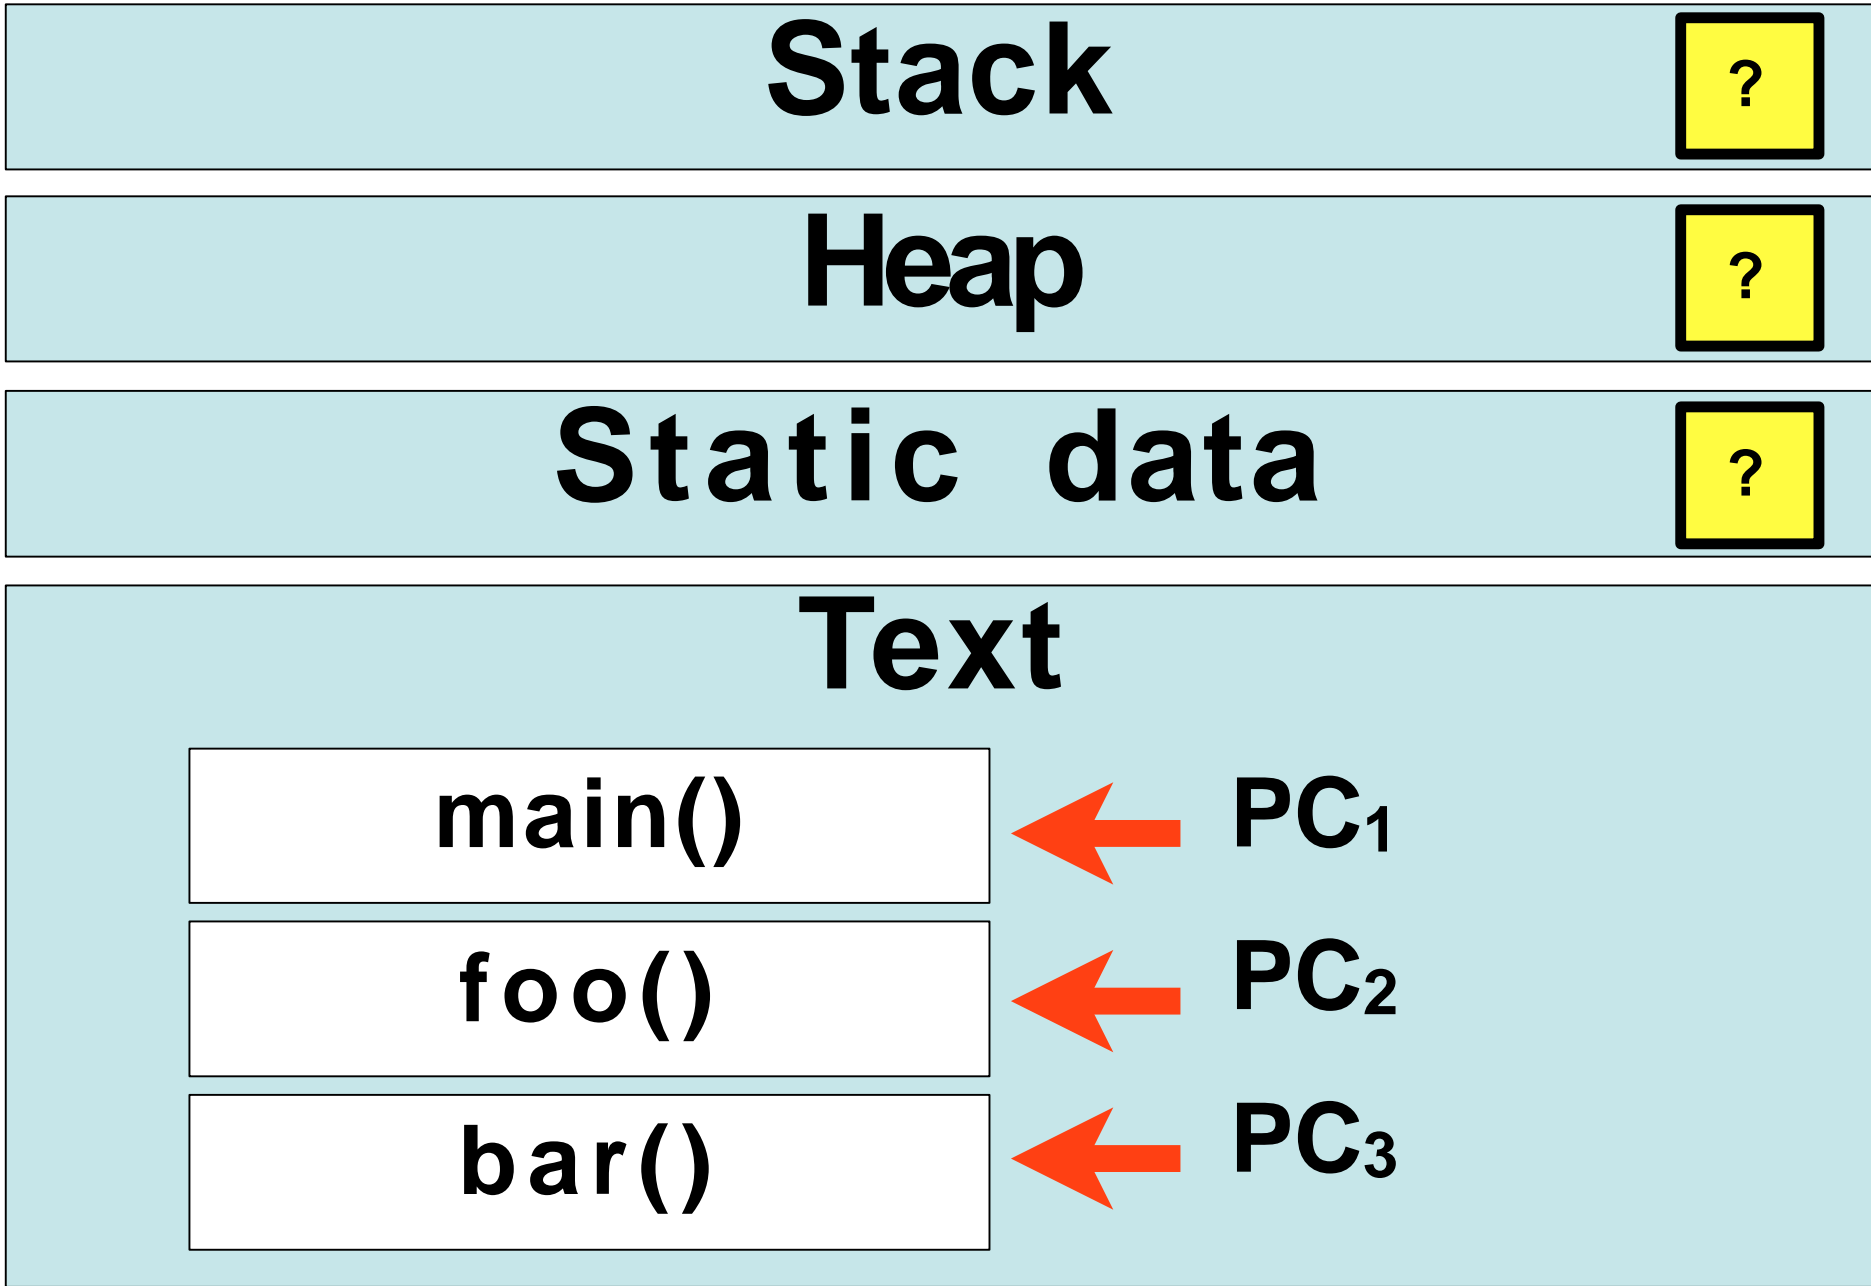 Stack ?
Heap ?
Static data ?
Text
main() PC₁
foo() PC₂
bar() PC₃